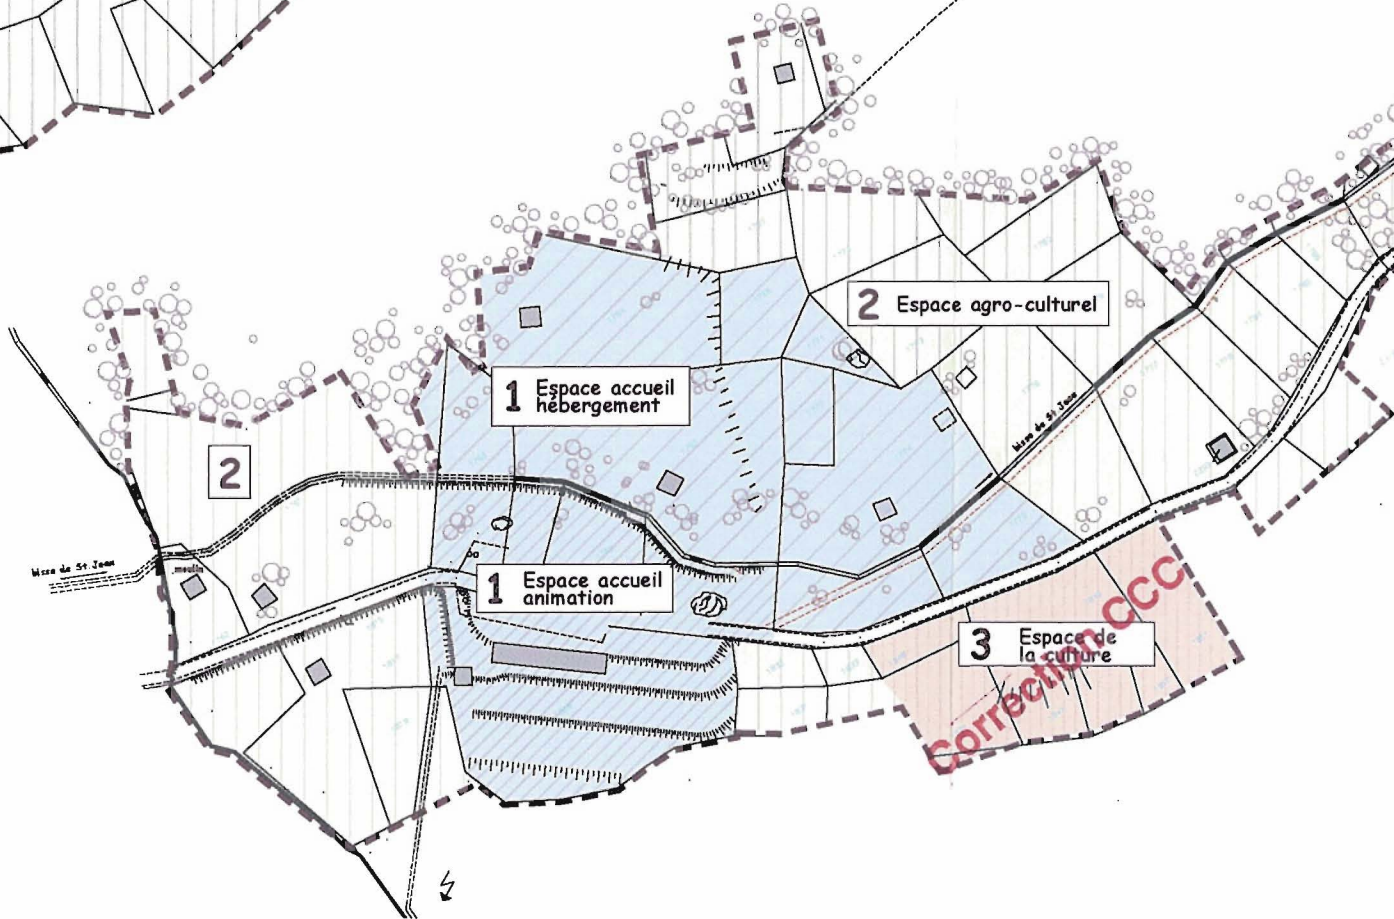 2 Espace agro-culturel
1 Espace accueil
hébergement
bisse de St Jean
2
bisse de St. Jean
moulin
1 Espace accueil
animation
3 Espace de
la culture
Correction CCC